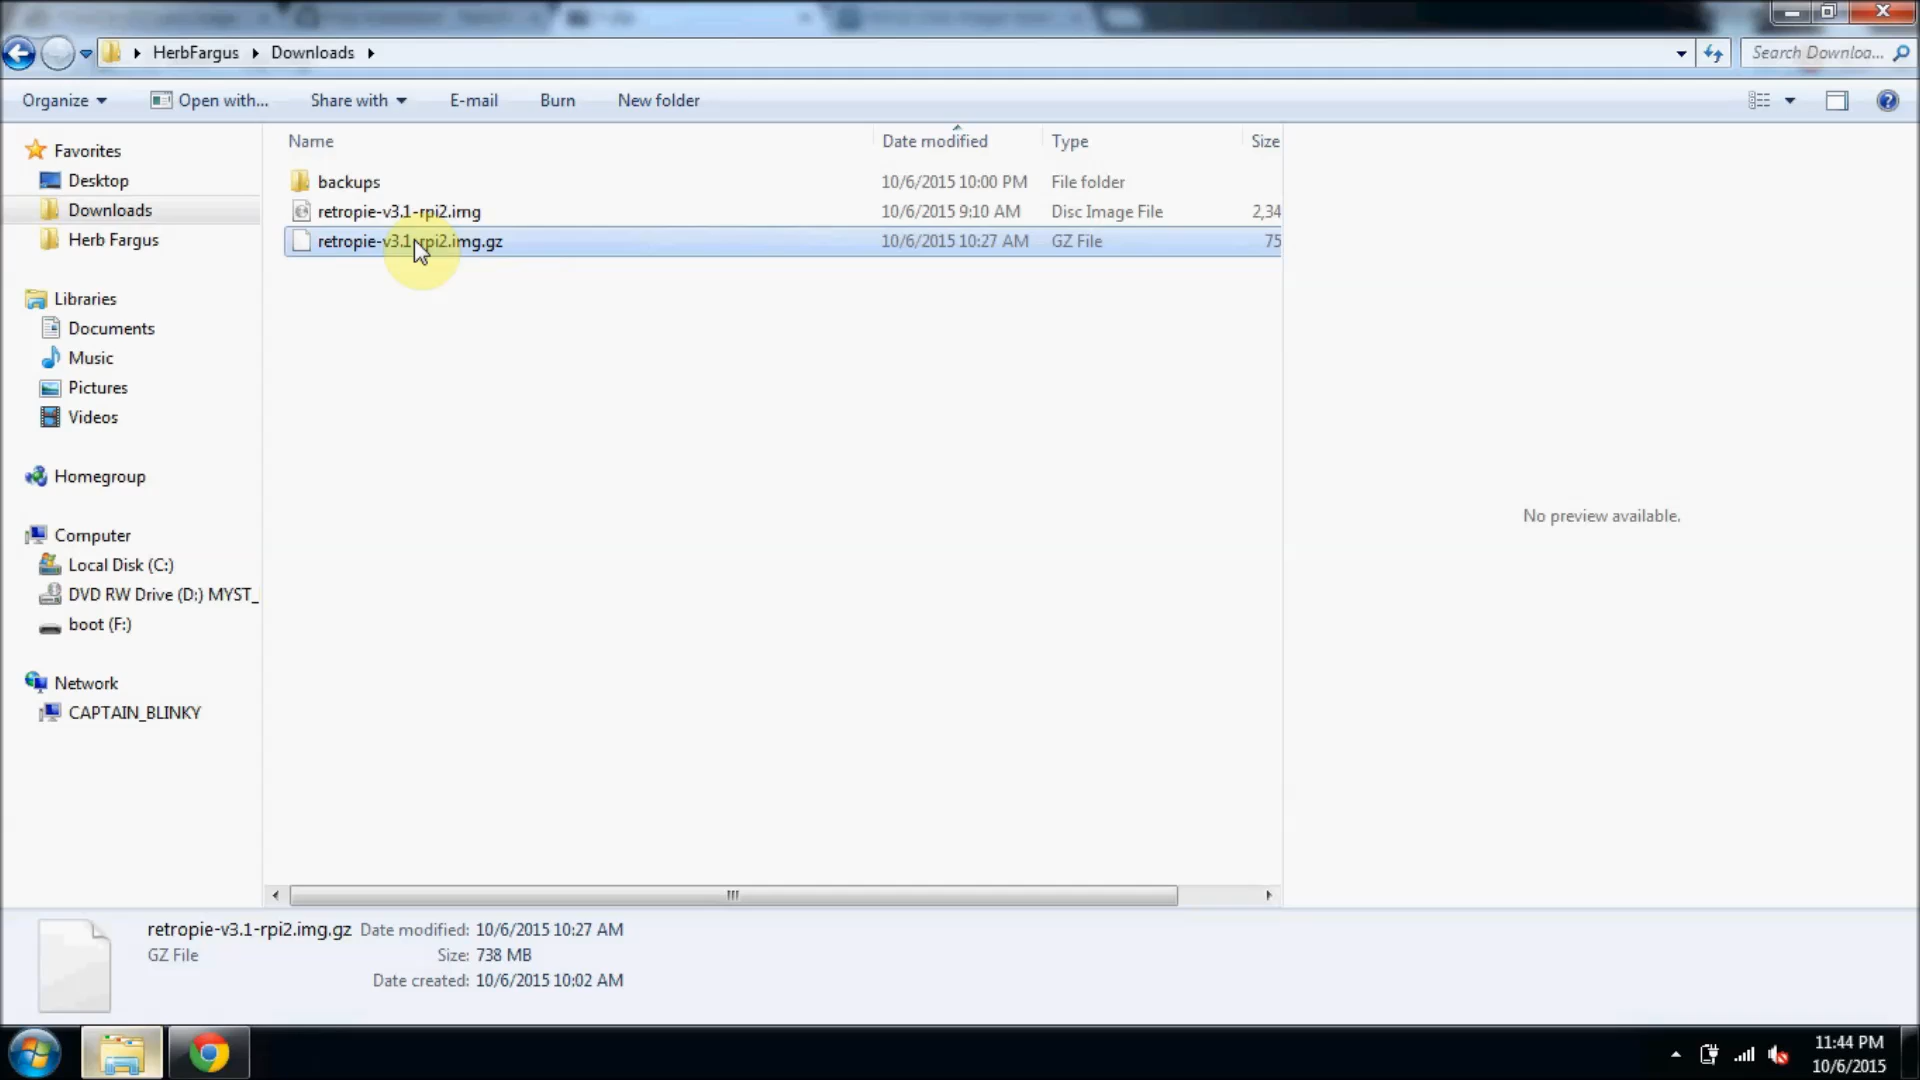 HerbFargus Downloads
Search Downloa...
Organize Open with... Share with E-mail Burn New folder
Name Date modified Type Size
backups 10/6/2015 10:00 PM File folder
retropie-v3.1-rpi2.img 10/6/2015 9:10 AM Disc Image File 2,34
retropie-v3.1-rpi2.img.gz 10/6/2015 10:27 AM GZ File 75
Favorites
Desktop
Downloads
Herb Fargus
Libraries
Documents
Music
Pictures
Videos
Homegroup
Computer
Local Disk (C:)
DVD RW Drive (D:) MYST_
boot (F:)
Network
CAPTAIN_BLINKY
No preview available.
retropie-v3.1-rpi2.img.gz Date modified: 10/6/2015 10:27 AM
GZ File Size: 738 MB
Date created: 10/6/2015 10:02 AM
11:44 PM
10/6/2015